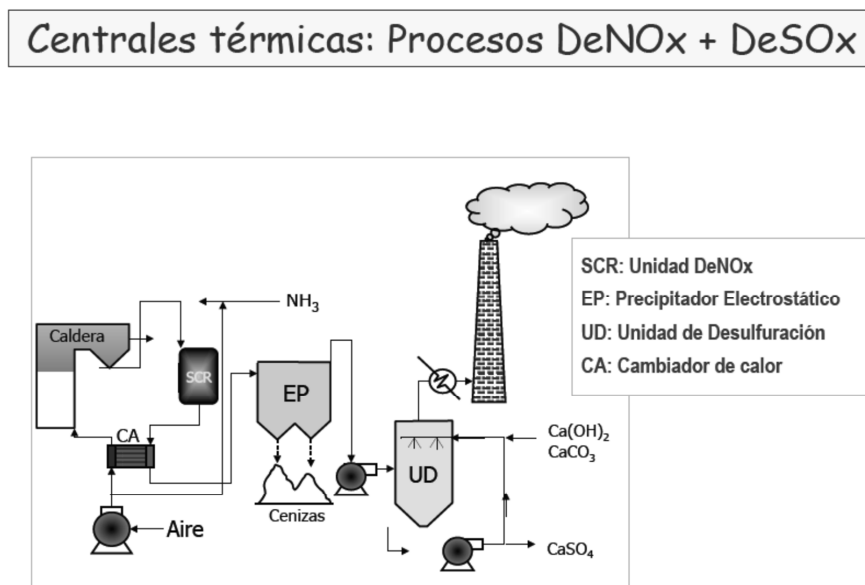 Centrales térmicas: Procesos DeNOx + DeSOx
SCR: Unidad DeNOx
EP: Precipitador Electrostático
UD: Unidad de Desulfuración
CA: Cambiador de calor
NH₃
Caldera
SCR
EP
CA
Ca(OH)₂
CaCO₃
UD
Cenizas
Aire
CaSO₄